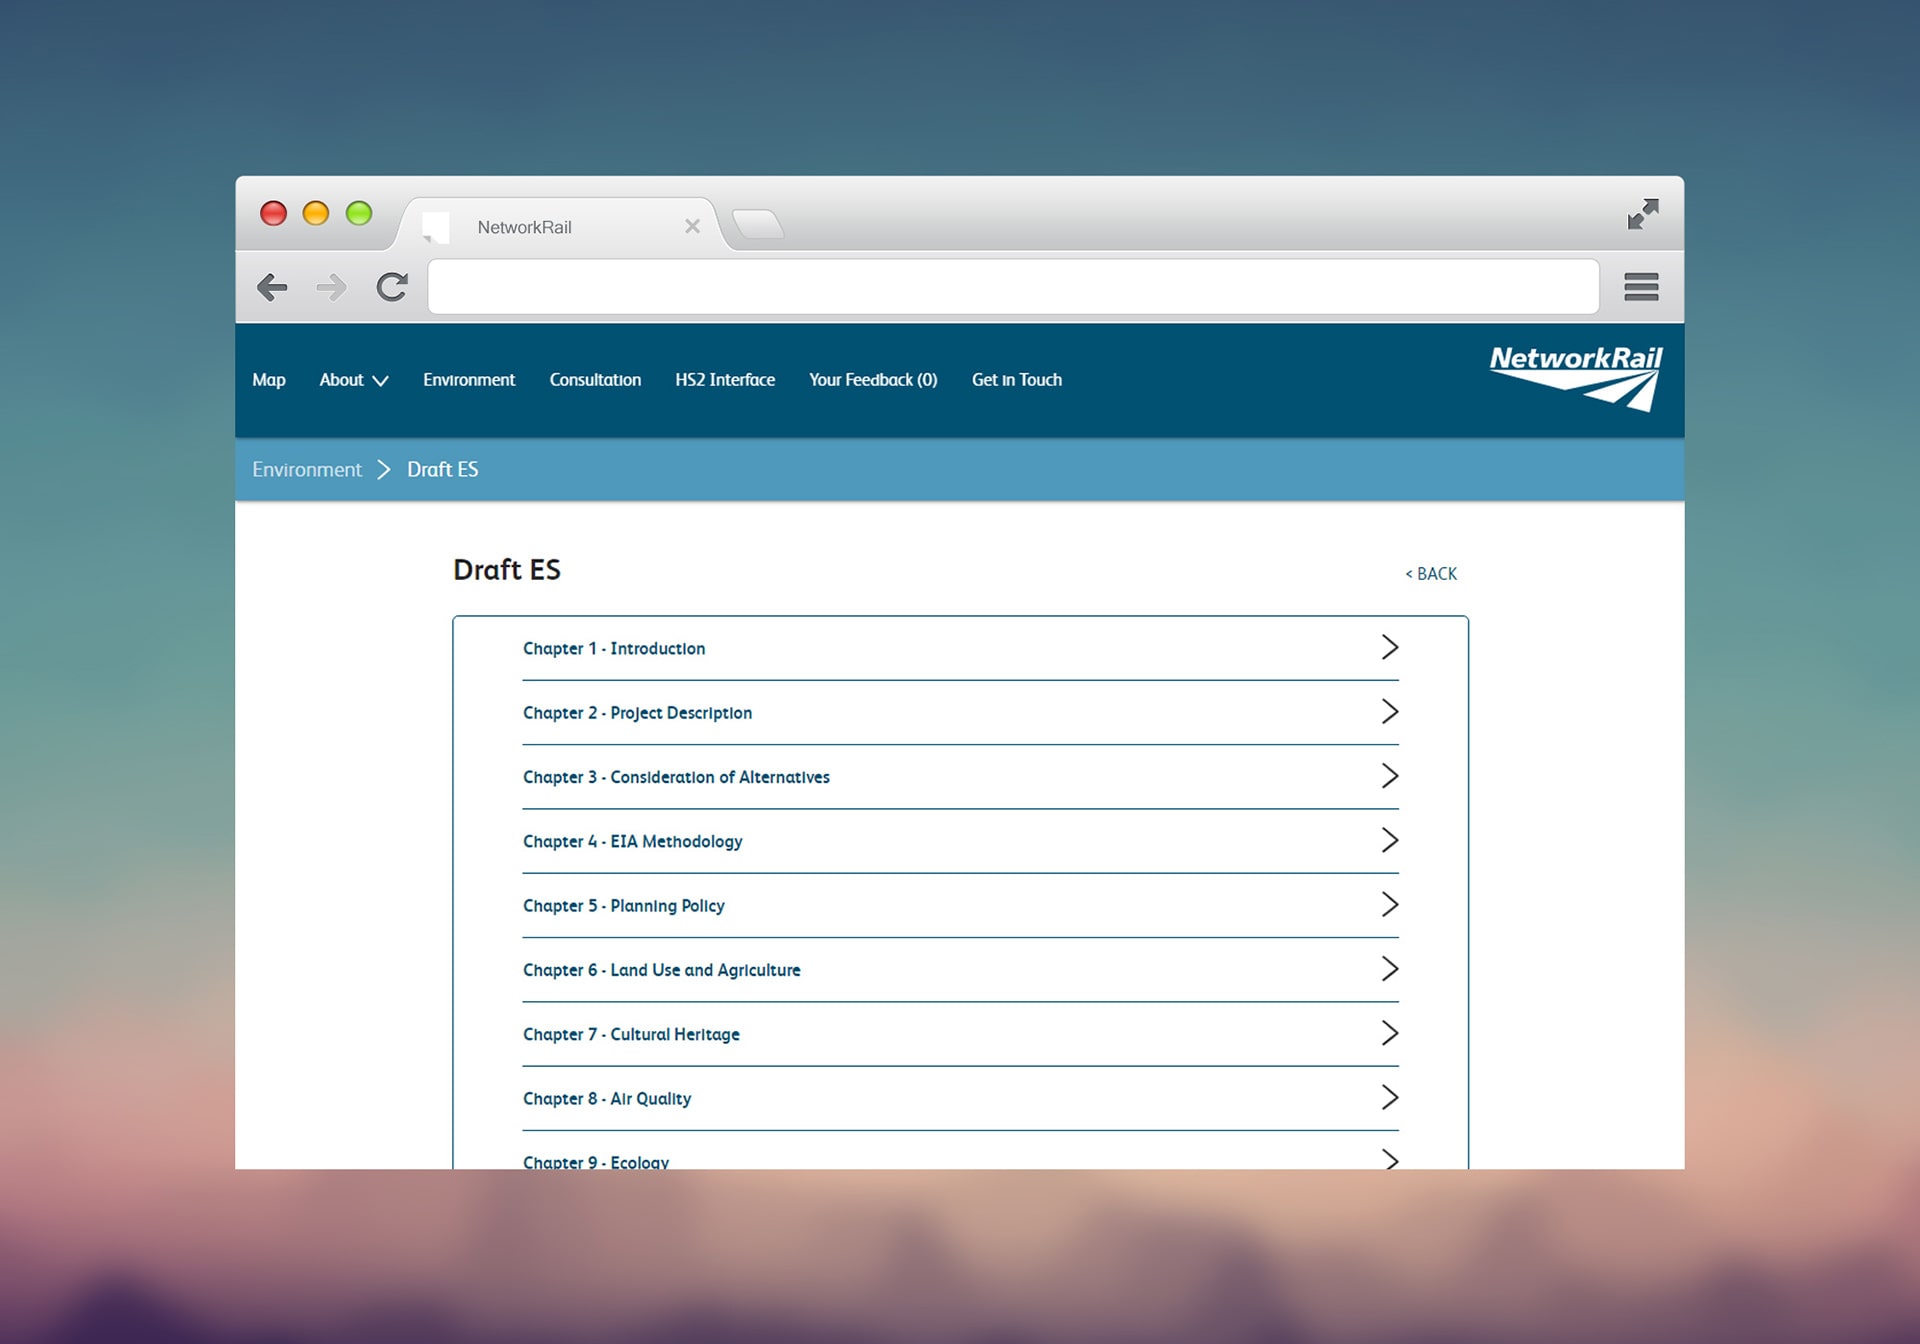 NetworkRail
Map About Environment Consultation HS2 Interface Your Feedback (0) Get in Touch
NetworkRail
Environment > Draft ES
Draft ES
< BACK
Chapter 1 - Introduction
Chapter 2 - Project Description
Chapter 3 - Consideration of Alternatives
Chapter 4 - EIA Methodology
Chapter 5 - Planning Policy
Chapter 6 - Land Use and Agriculture
Chapter 7 - Cultural Heritage
Chapter 8 - Air Quality
Chapter 9 - Ecology